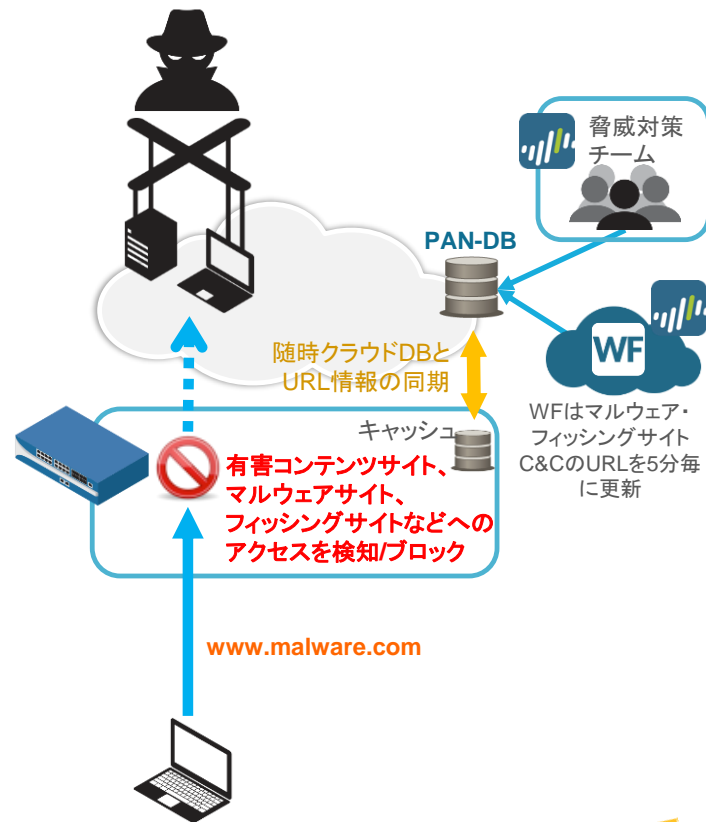 脅威対策
チーム
PAN-DB
WF
随時クラウドDBと
URL情報の同期
WFはマルウェア・
フィッシングサイト
C&CのURLを5分毎
に更新
キャッシュ
有害コンテンツサイト、
マルウェアサイト、
フィッシングサイトなどへの
アクセスを検知/ブロック
www.malware.com